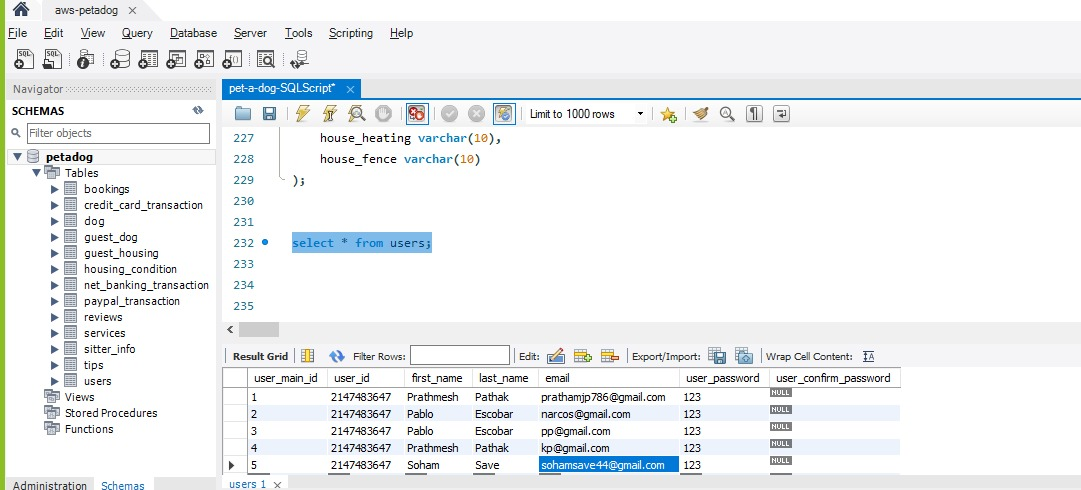 aws-petadog ×
File Edit View Query Database Server Tools Scripting Help
Navigator
SCHEMAS
Filter objects
petadog
Tables
bookings
credit_card_transaction
dog
guest_dog
guest_housing
housing_condition
net_banking_transaction
paypal_transaction
reviews
services
sitter_info
tips
users
Views
Stored Procedures
Functions
Administration Schemas
pet-a-dog-SQLScript* ×
Limit to 1000 rows
227 house_heating varchar(10),
228 house_fence varchar(10)
229 );
230
231
232 select * from users;
233
234
235
Result Grid Filter Rows: Edit: Export/Import: Wrap Cell Content:
user_main_id user_id first_name last_name email user_password user_confirm_password
1 2147483647 Prathmesh Pathak prathamjp786@gmail.com 123 NULL
2 2147483647 Pablo Escobar narcos@gmail.com 123 NULL
3 2147483647 Pablo Escobar pp@gmail.com 123 NULL
4 2147483647 Prathmesh Pathak kp@gmail.com 123 NULL
5 2147483647 Soham Save sohamsave44@gmail.com 123 NULL
users 1 ×